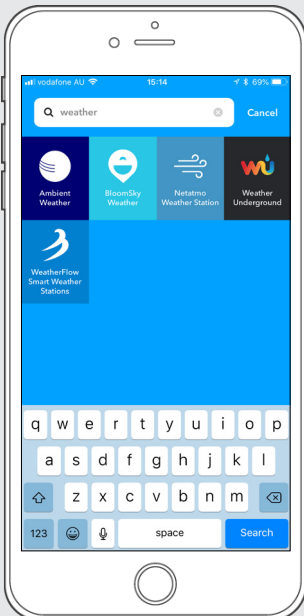 vodafone AU 15:14 69%
weather Cancel
Ambient
Weather
BloomSky
Weather
Netatmo
Weather Station
wu
Weather
Underground
WeatherFlow
Smart Weather
Stations
q w e r t y u i o p
a s d f g h j k l
z x c v b n m
123 space Search